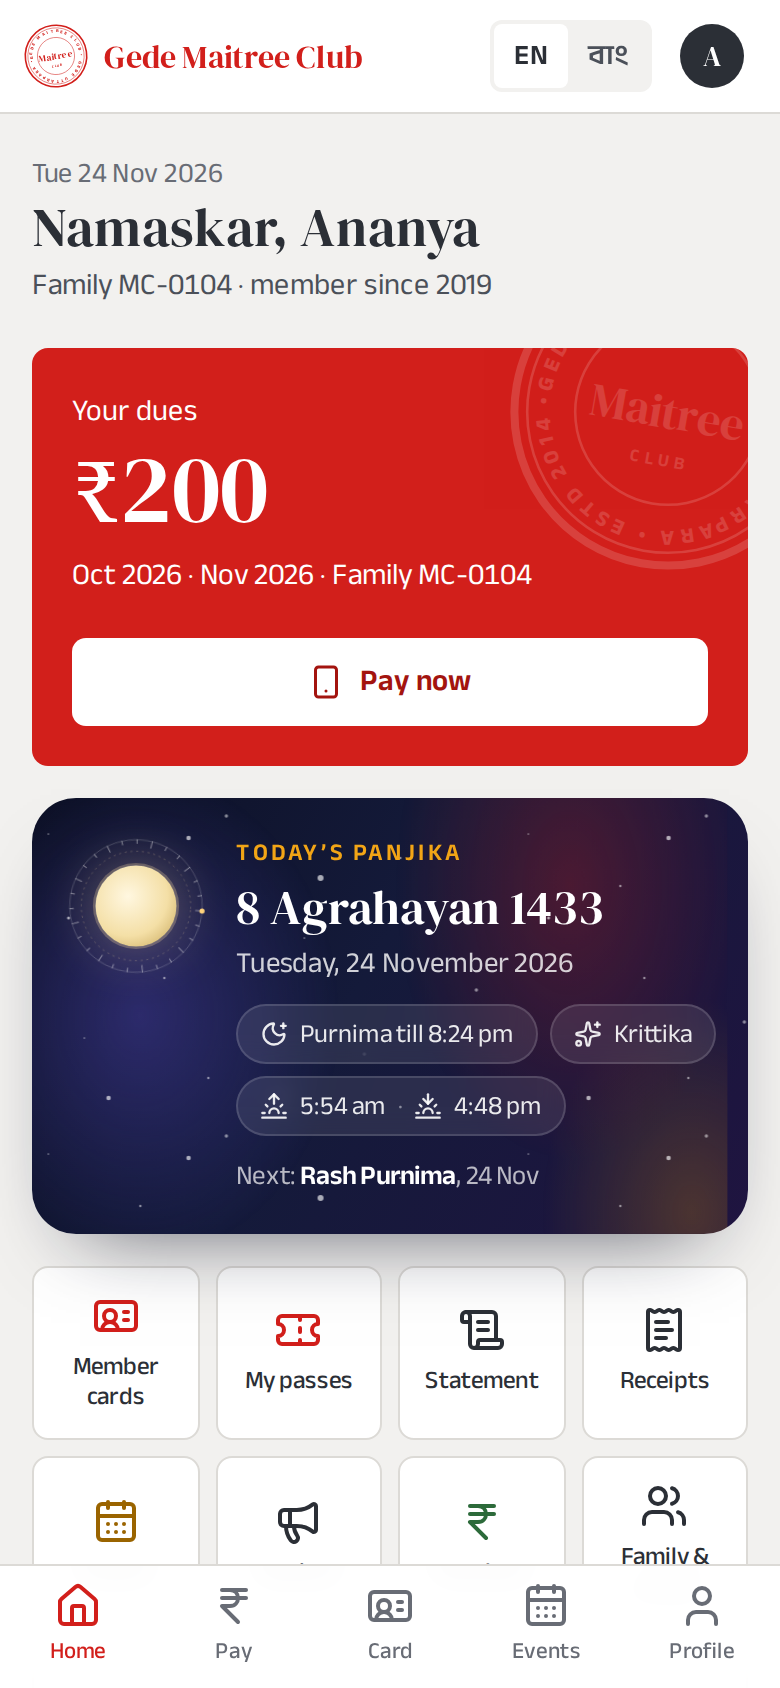 Maitree
Gede Maitree Club
EN
বাং
A
Tue 24 Nov 2026
Namaskar, Ananya
Family MC-0104 · member since 2019
Your dues
₹200
Oct 2026 · Nov 2026 · Family MC-0104
Maitree
CLUB
ESTD 2014
Pay now
TODAY’S PANJIKA
8 Agrahayan 1433
Tuesday, 24 November 2026
Purnima till 8:24 pm
Krittika
5:54 am · 4:48 pm
Next: Rash Purnima, 24 Nov
Member
cards
My passes
Statement
Receipts
Family &
Home
Pay
Card
Events
Profile